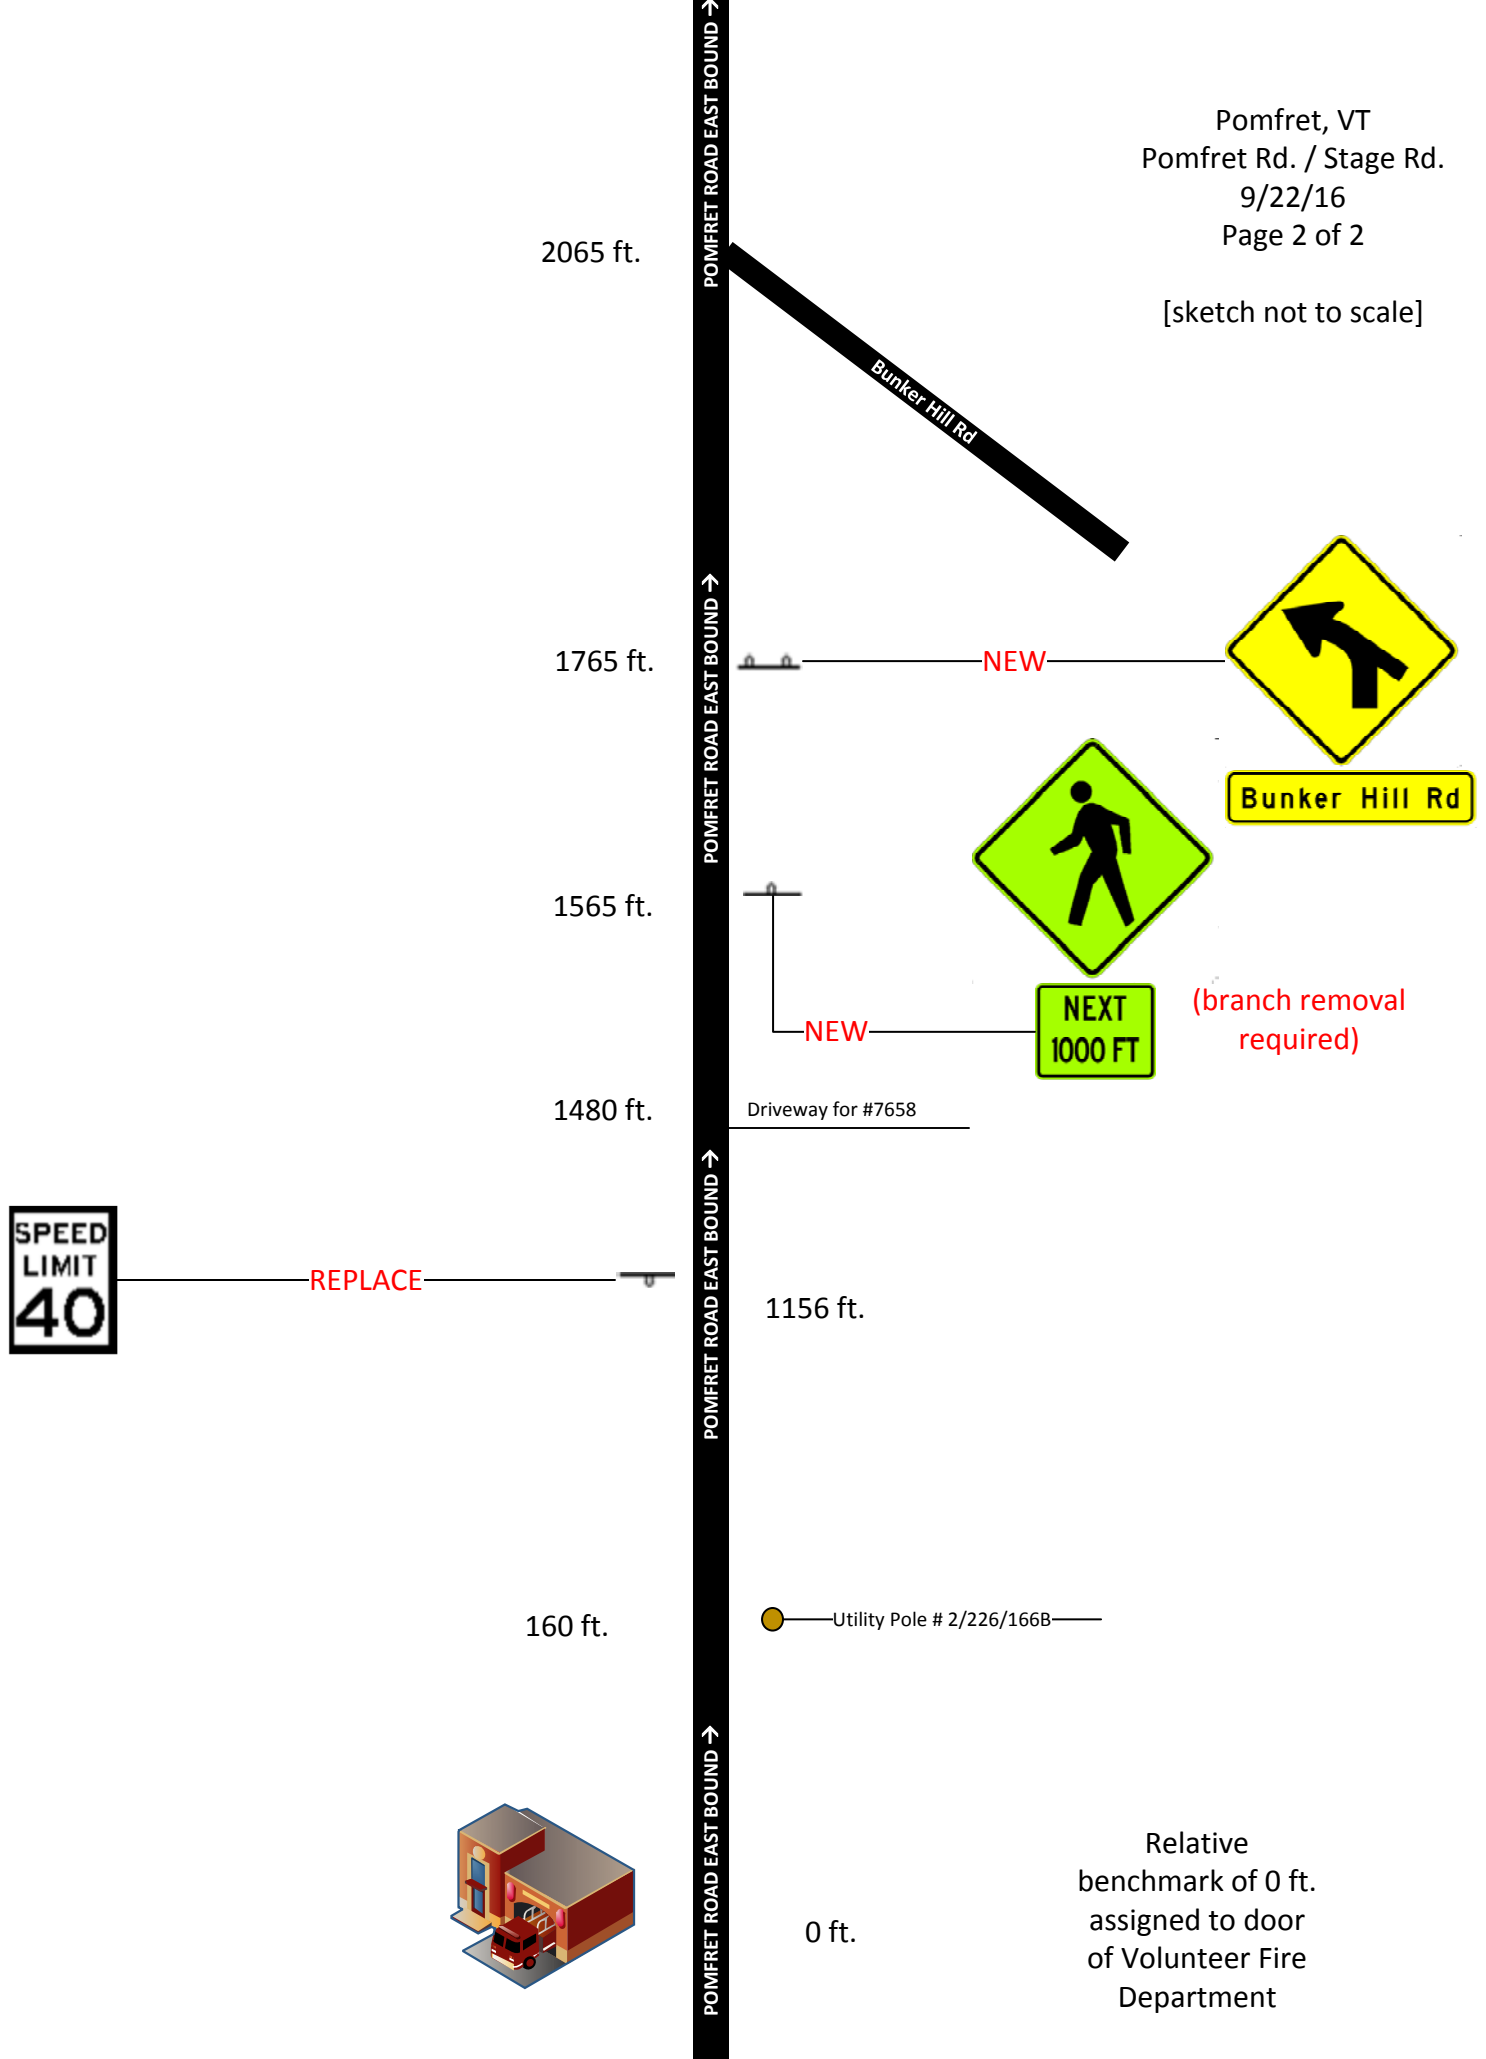 POMFRET ROAD EAST BOUND →
Pomfret, VT
Pomfret Rd. / Stage Rd.
9/22/16
Page 2 of 2
2065 ft.
[sketch not to scale]
Bunker Hill Rd
POMFRET ROAD EAST BOUND →
1765 ft.
NEW
Bunker Hill Rd
1565 ft.
NEXT
1000 FT
(branch removal
required)
NEW
1480 ft.
Driveway for #7658
POMFRET ROAD EAST BOUND →
SPEED
LIMIT
40
REPLACE
1156 ft.
160 ft.
Utility Pole # 2/226/166B
POMFRET ROAD EAST BOUND →
0 ft.
Relative
benchmark of 0 ft.
assigned to door
of Volunteer Fire
Department